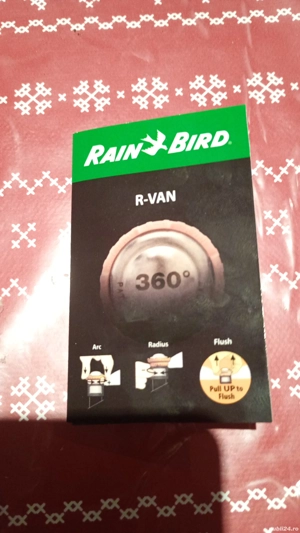 RAIN BIRD®
R-VAN
360°
Arc
Radius
Flush
Pull UP to
Flush